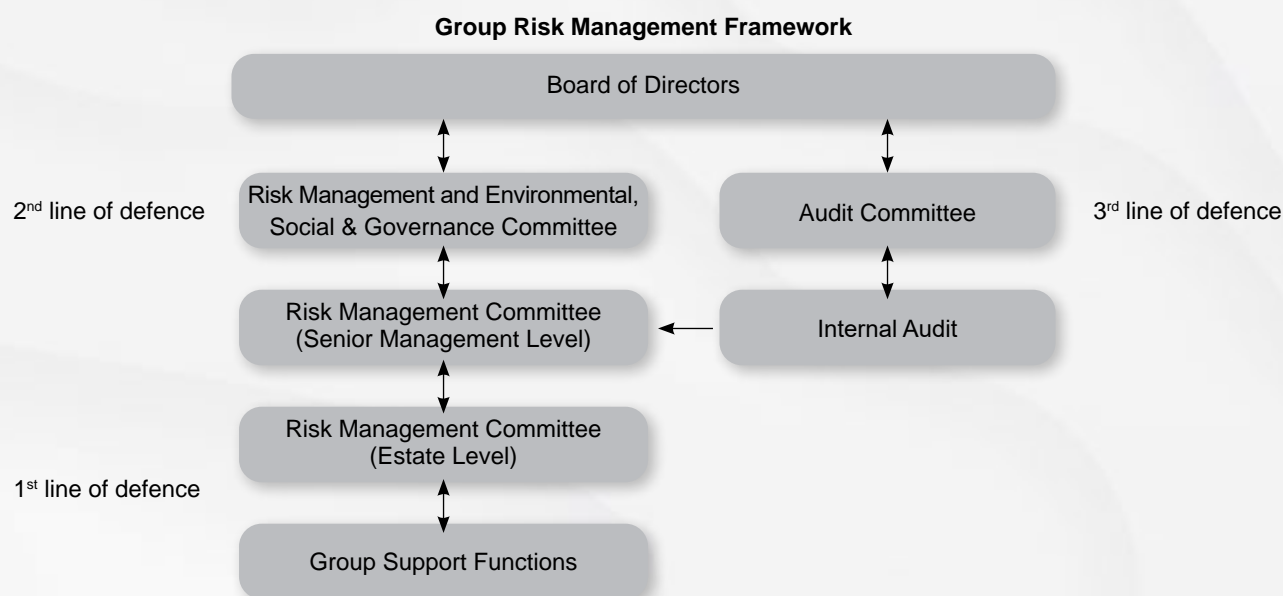 Group Risk Management Framework
Board of Directors
2nd line of defence
Risk Management and Environmental,
Social & Governance Committee
Audit Committee
3rd line of defence
Risk Management Committee
(Senior Management Level)
Internal Audit
Risk Management Committee
(Estate Level)
1st line of defence
Group Support Functions